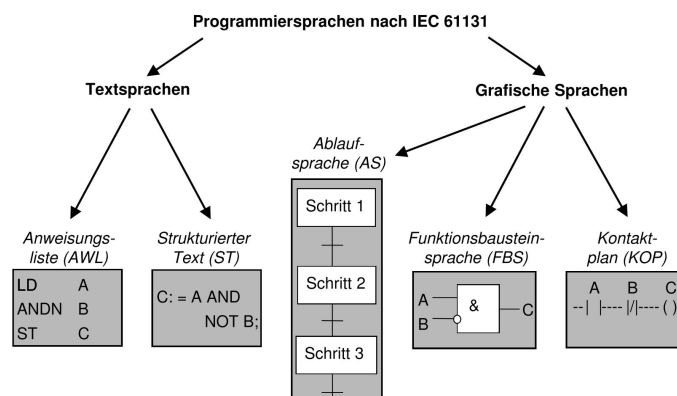 Programmiersprachen nach IEC 61131
Textsprachen
Grafische Sprachen
Ablauf-
sprache (AS)
Schritt 1
Schritt 2
Schritt 3
Anweisungs-
liste (AWL)
LD A
ANDN B
ST C
Strukturierter
Text (ST)
C: = A AND
NOT B;
Funktionsbaustein-
sprache (FBS)
A
B
&
C
Kontakt-
plan (KOP)
A B C
--| |----|/|----( )